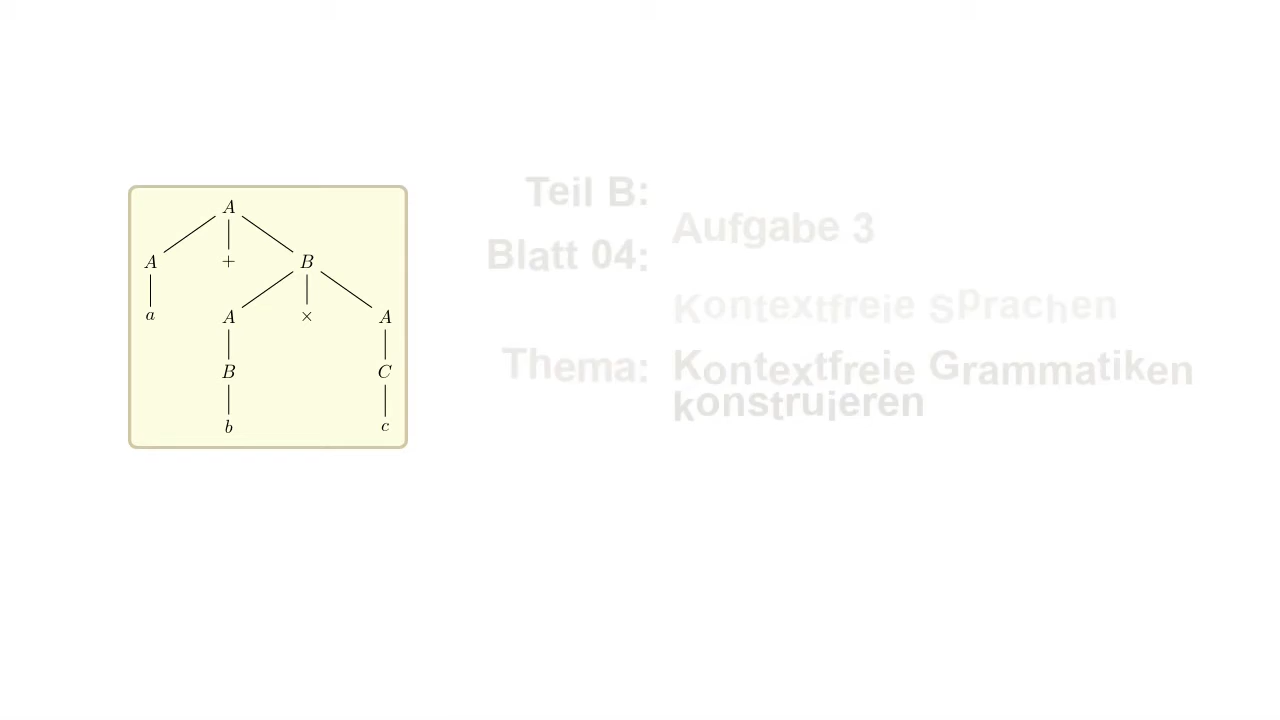 A
A + B
a A × A
B C
b c
Teil B:
Aufgabe 3
Blatt 04:
Kontextfreie Sprachen
Thema: Kontextfreie Grammatiken
konstruieren